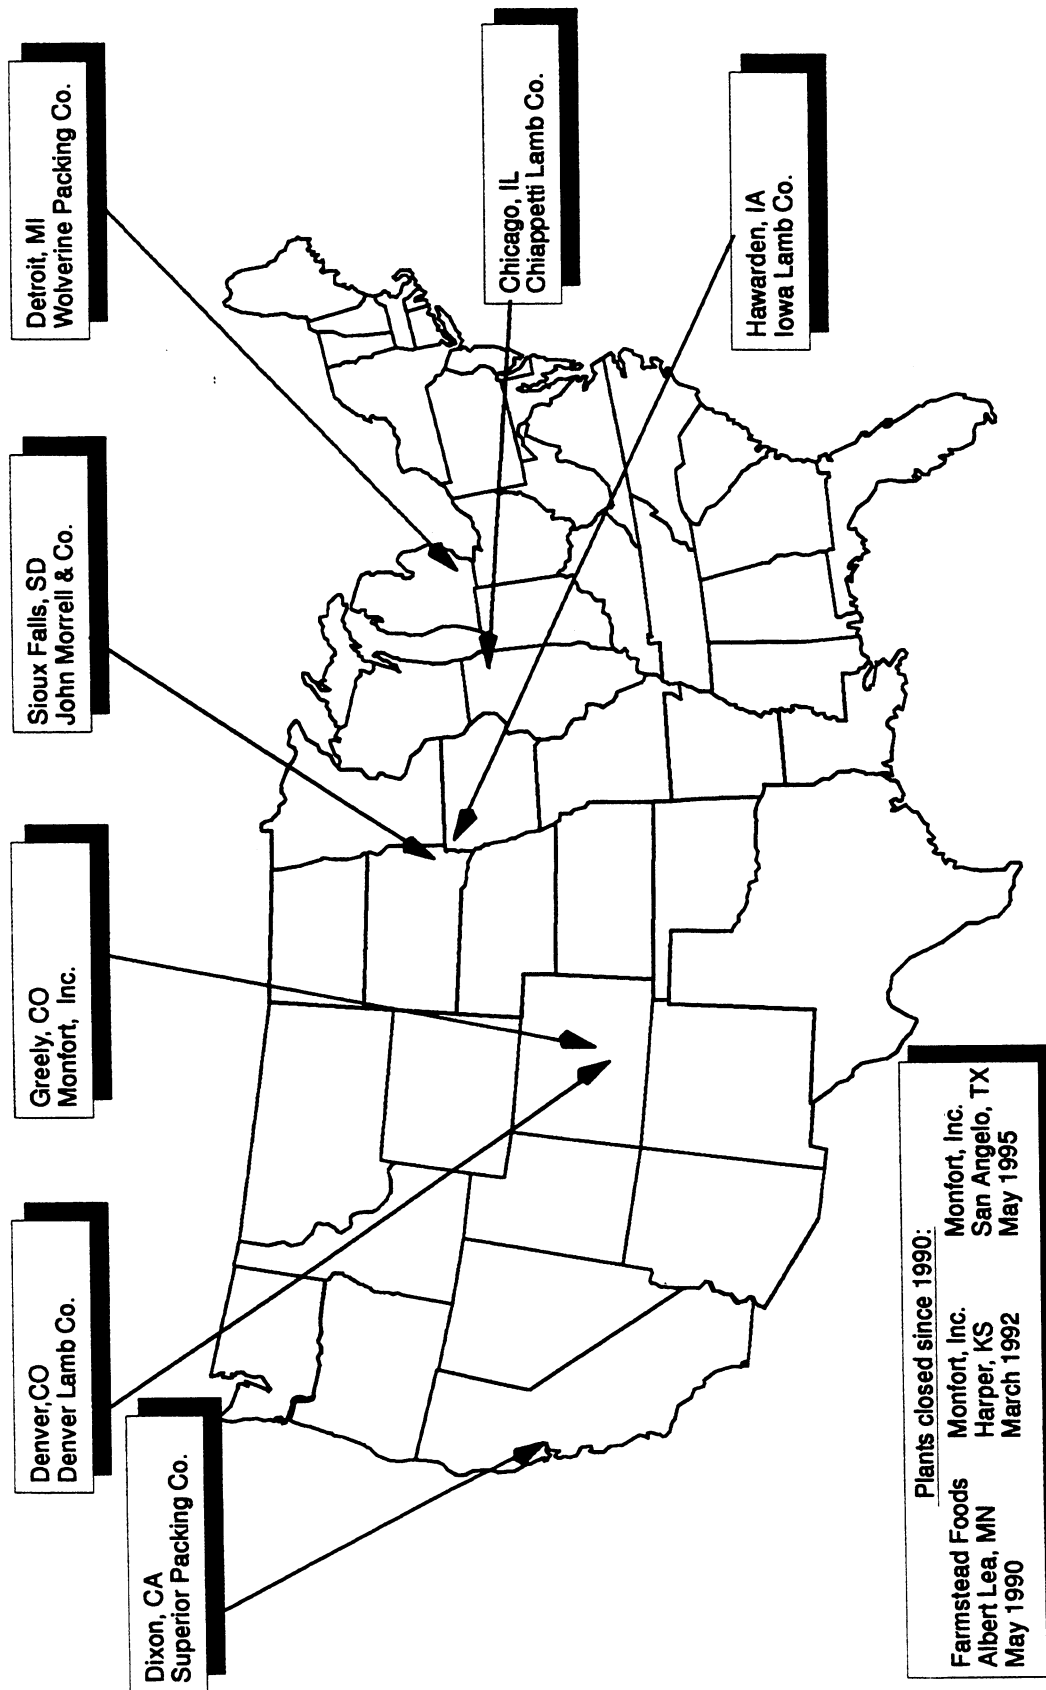 Dixon, CA
Superior Packing Co.
Denver,CO
Denver Lamb Co.
Greely, CO
Monfort, Inc.
Sioux Falls, SD
John Morrell & Co.
Detroit, MI
Wolverine Packing Co.
Chicago, IL
Chiappetti Lamb Co.
Hawarden, IA
Iowa Lamb Co.
Plants closed since 1990:
Farmstead Foods
Albert Lea, MN
May 1990
Monfort, Inc.
Harper, KS
March 1992
Monfort, Inc.
San Angelo, TX
May 1995